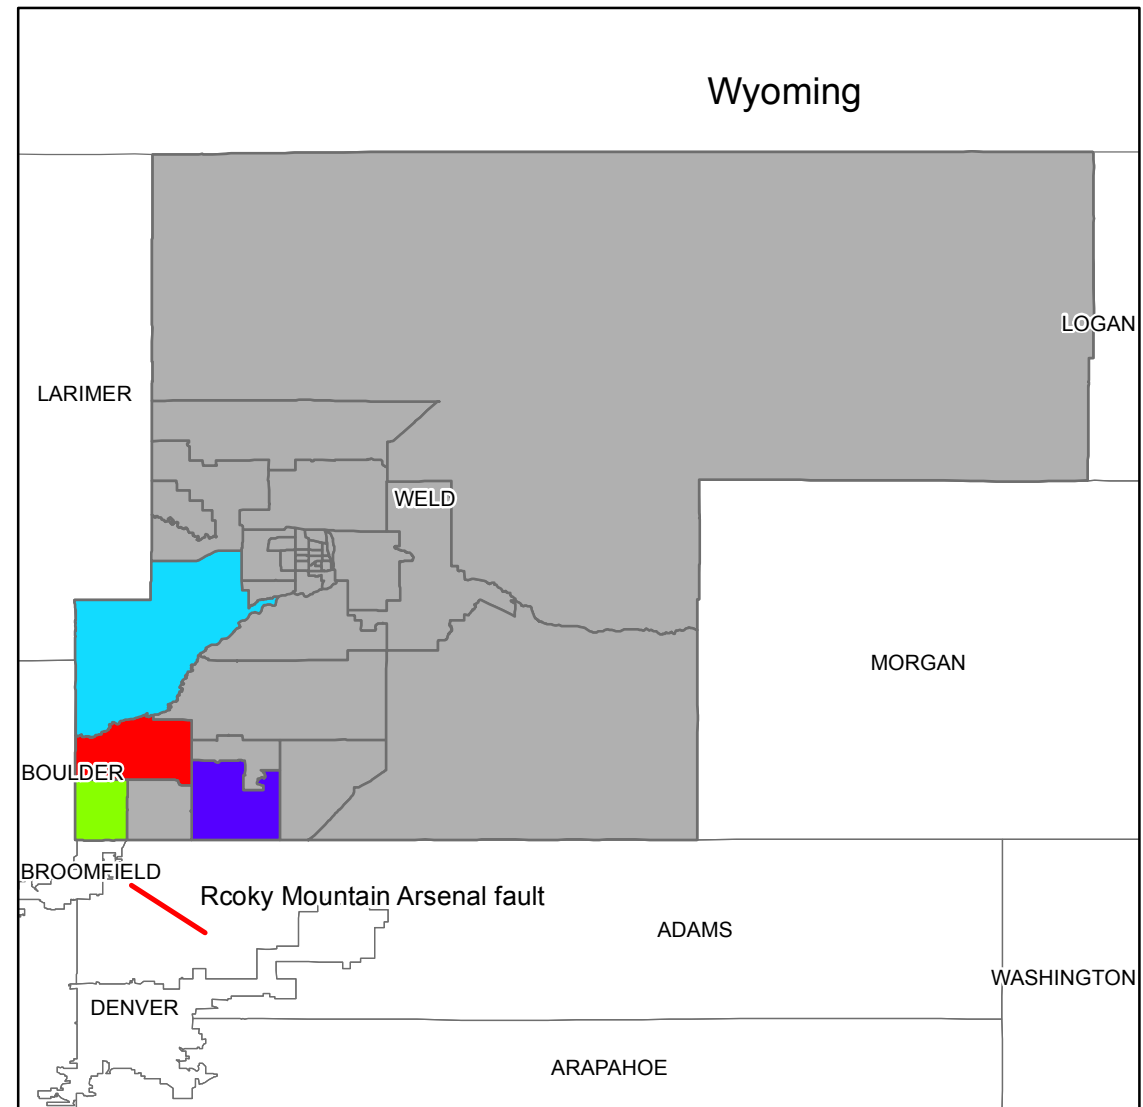 Wyoming
LOGAN
LARIMER
WELD
MORGAN
BOULDER
BROOMFIELD
Rcoky Mountain Arsenal fault
ADAMS
WASHINGTON
DENVER
ARAPAHOE